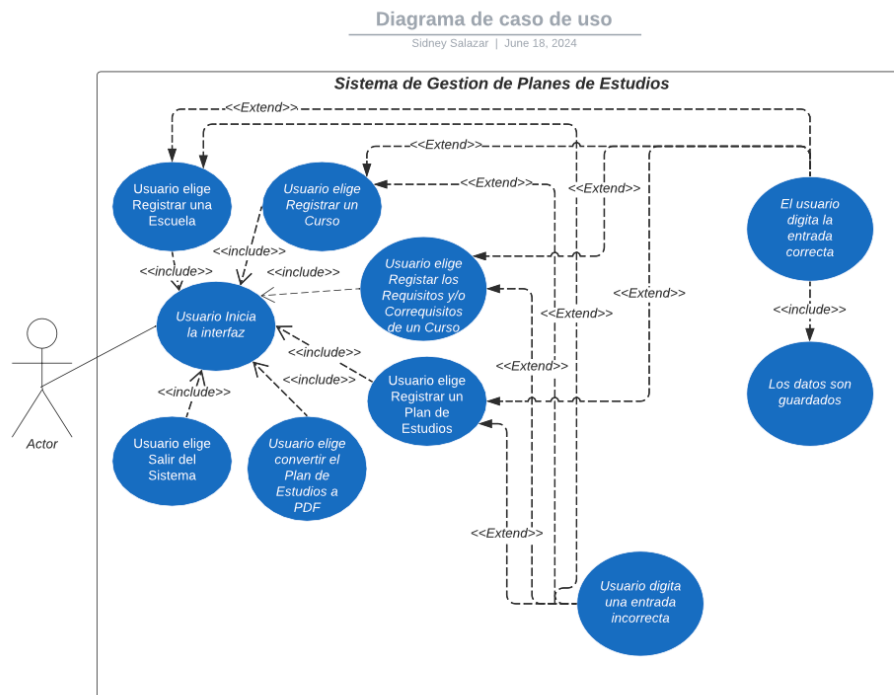 Diagrama de caso de uso
Sidney Salazar | June 18, 2024
Sistema de Gestion de Planes de Estudios
<<Extend>>
<<Extend>>
<<Extend>>
<<Extend>>
Usuario elige
Registrar una
Escuela
Usuario elige
Registrar un
Curso
El usuario
digita la
entrada
correcta
<<include>>
<<include>>
<<include>>
Usuario elige
Registar los
Requisitos y/o
Correquisitos
de un Curso
<<Extend>>
<<include>>
Usuario Inicia
la interfaz
<<Extend>>
<<include>>
Los datos son
guardados
<<include>>
<<include>>
Usuario elige
Registrar un
Plan de
Estudios
Actor
Usuario elige
Salir del
Sistema
Usuario elige
convertir el
Plan de
Estudios a
PDF
<<Extend>>
Usuario digita
una entrada
incorrecta